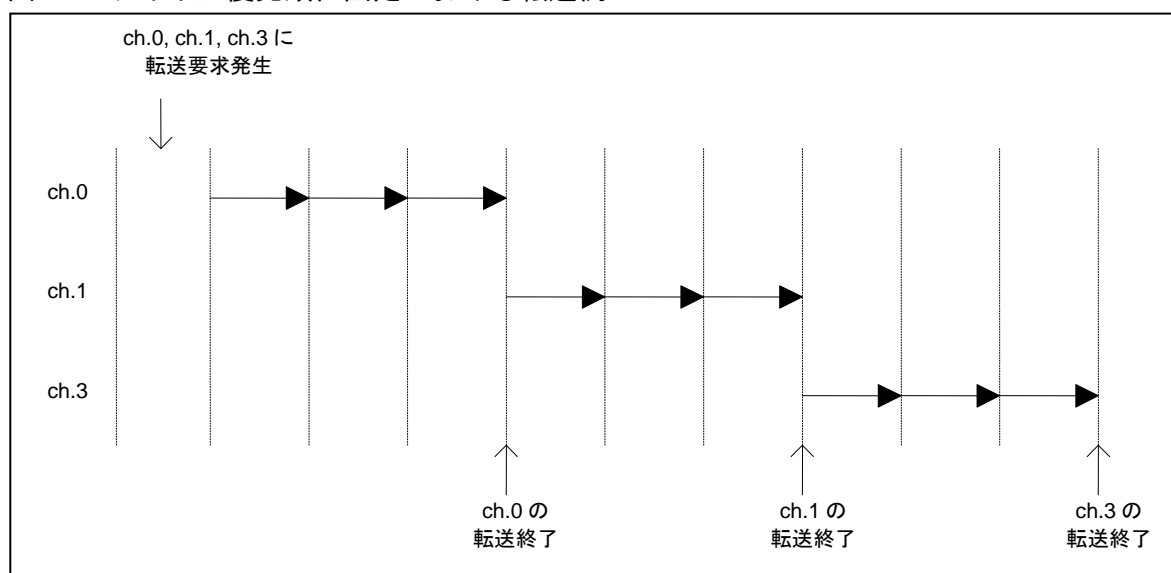 ch.0, ch.1, ch.3 に
転送要求発生
ch.0
ch.1
ch.3
ch.0 の
転送終了
ch.1 の
転送終了
ch.3 の
転送終了